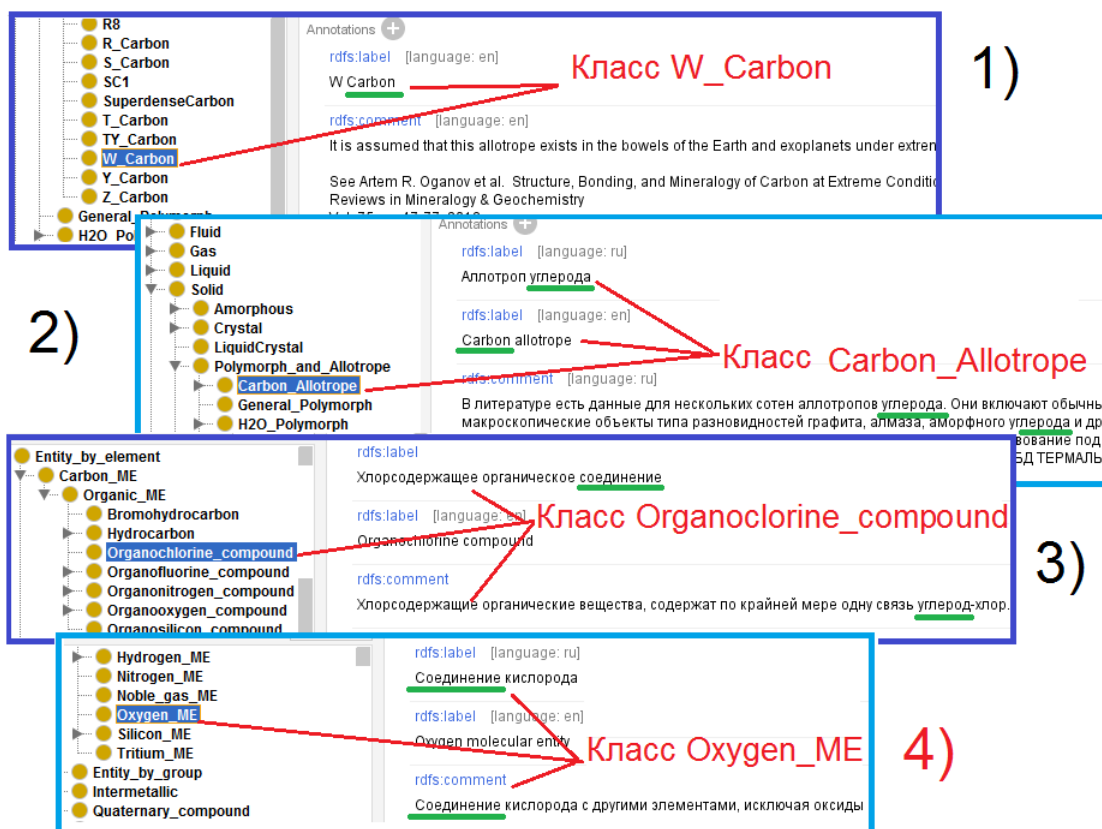 R8
R_Carbon
S_Carbon
SC1
SuperdenseCarbon
T_Carbon
TY_Carbon
W_Carbon
Y_Carbon
Z_Carbon
H2O
Annotations
rdfs:label [language: en]
W Carbon
rdfs:comment [language: en]
It is assumed that this allotrope exists in the bowels of the Earth and exoplanets under
See Artem R. Oganov et al. Structure, Bonding, and Mineralogy of Carbon at Extreme
Reviews in Mineralogy & Geochemistry
Класс W_Carbon
1)
2)
Fluid
Gas
Liquid
Solid
Amorphous
Crystal
LiquidCrystal
Polymorph_and_Allotrope
Carbon_Allotrope
General_Polymorph
H2O_Polymorph
Annotations
rdfs:label [language: ru]
Аллотроп углерода
rdfs:label [language: en]
Carbon allotrope
rdfs:comment [language: ru]
В литературе есть данные для нескольких сотен аллотропов углерода. Они включают
макроскопические объекты типа разновидностей графита, алмаза, аморфного углерода и
под
БД
Класс Carbon_Allotrope
Entity_by_element
Carbon_ME
Organic_ME
Bromohydrocarbon
Hydrocarbon
Organochlorine_compound
Organofluorine_compound
Organonitrogen_compound
Organooxygen_compound
Organosilicon_compound
rdfs:label
Хлорсодержащее органическое соединение
rdfs:label [language: en]
Organochlorine compound
rdfs:comment
Хлорсодержащие органические вещества, содержат по крайней мере одну связь углерод-хлор.
Класс Organoclorine_compound
3)
Hydrogen_ME
Nitrogen_ME
Noble_gas_ME
Oxygen_ME
Silicon_ME
Tritium_ME
Entity_by_group
Intermetallic
Quaternary_compound
rdfs:label [language: ru]
Соединение кислорода
rdfs:label [language: en]
Oxygen molecular entity
rdfs:comment
Соединение кислорода с другими элементами, исключая оксиды
Класс Oxygen_ME
4)